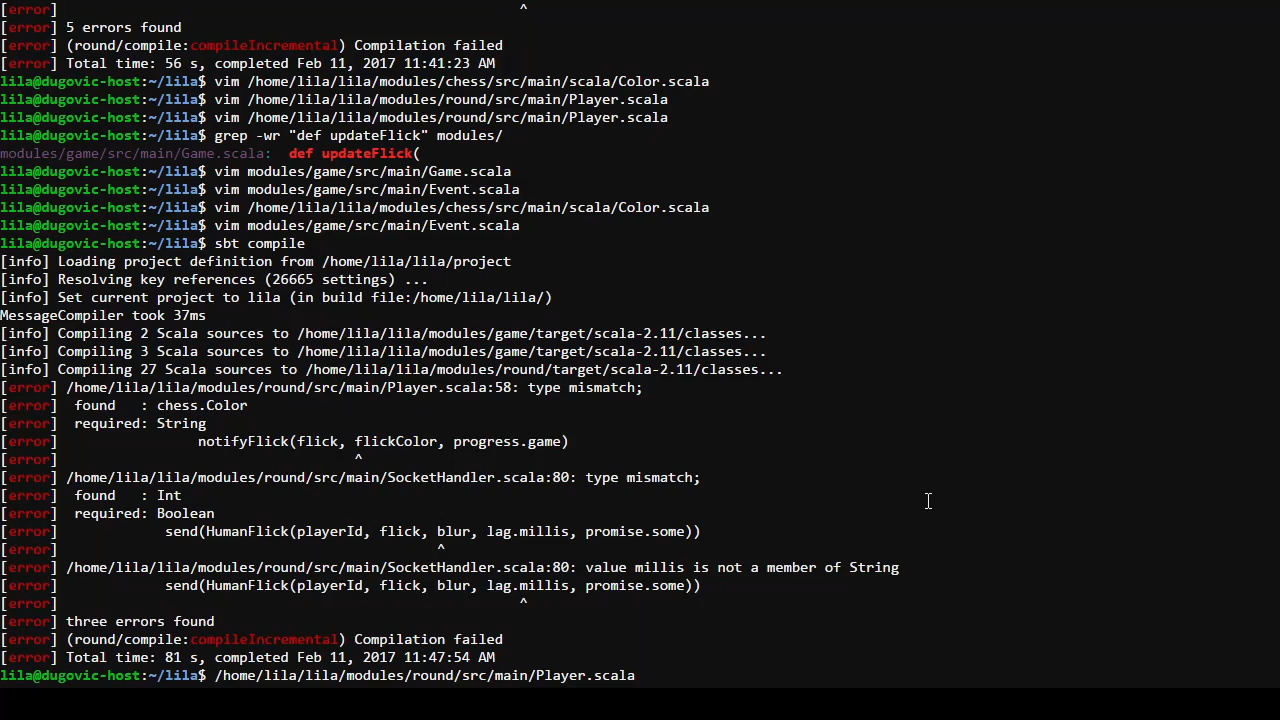 [error]                                                        ^
[error] 5 errors found
[error] (round/compile:compileIncremental) Compilation failed
[error] Total time: 56 s, completed Feb 11, 2017 11:41:23 AM
lila@dugovic-host:~/lila$ vim /home/lila/lila/modules/chess/src/main/scala/Color.scala
lila@dugovic-host:~/lila$ vim /home/lila/lila/modules/round/src/main/Player.scala
lila@dugovic-host:~/lila$ vim /home/lila/lila/modules/round/src/main/Player.scala
lila@dugovic-host:~/lila$ grep -wr "def updateFlick" modules/
modules/game/src/main/Game.scala:  def updateFlick(
lila@dugovic-host:~/lila$ vim modules/game/src/main/Game.scala
lila@dugovic-host:~/lila$ vim modules/game/src/main/Event.scala
lila@dugovic-host:~/lila$ vim /home/lila/lila/modules/chess/src/main/scala/Color.scala
lila@dugovic-host:~/lila$ vim modules/game/src/main/Event.scala
lila@dugovic-host:~/lila$ sbt compile
[info] Loading project definition from /home/lila/lila/project
[info] Resolving key references (26665 settings) ...
[info] Set current project to lila (in build file:/home/lila/lila/)
MessageCompiler took 37ms
[info] Compiling 2 Scala sources to /home/lila/lila/modules/game/target/scala-2.11/classes...
[info] Compiling 3 Scala sources to /home/lila/lila/modules/game/target/scala-2.11/classes...
[info] Compiling 27 Scala sources to /home/lila/lila/modules/round/target/scala-2.11/classes...
[error] /home/lila/lila/modules/round/src/main/Player.scala:58: type mismatch;
[error]  found   : chess.Color
[error]  required: String
[error]                 notifyFlick(flick, flickColor, progress.game)
[error]                                    ^
[error] /home/lila/lila/modules/round/src/main/SocketHandler.scala:80: type mismatch;
[error]  found   : Int
[error]  required: Boolean
[error]             send(HumanFlick(playerId, flick, blur, lag.millis, promise.some))
[error]                                              ^
[error] /home/lila/lila/modules/round/src/main/SocketHandler.scala:80: value millis is not a member of String
[error]             send(HumanFlick(playerId, flick, blur, lag.millis, promise.some))
[error]                                                        ^
[error] three errors found
[error] (round/compile:compileIncremental) Compilation failed
[error] Total time: 81 s, completed Feb 11, 2017 11:47:54 AM
lila@dugovic-host:~/lila$ /home/lila/lila/modules/round/src/main/Player.scala